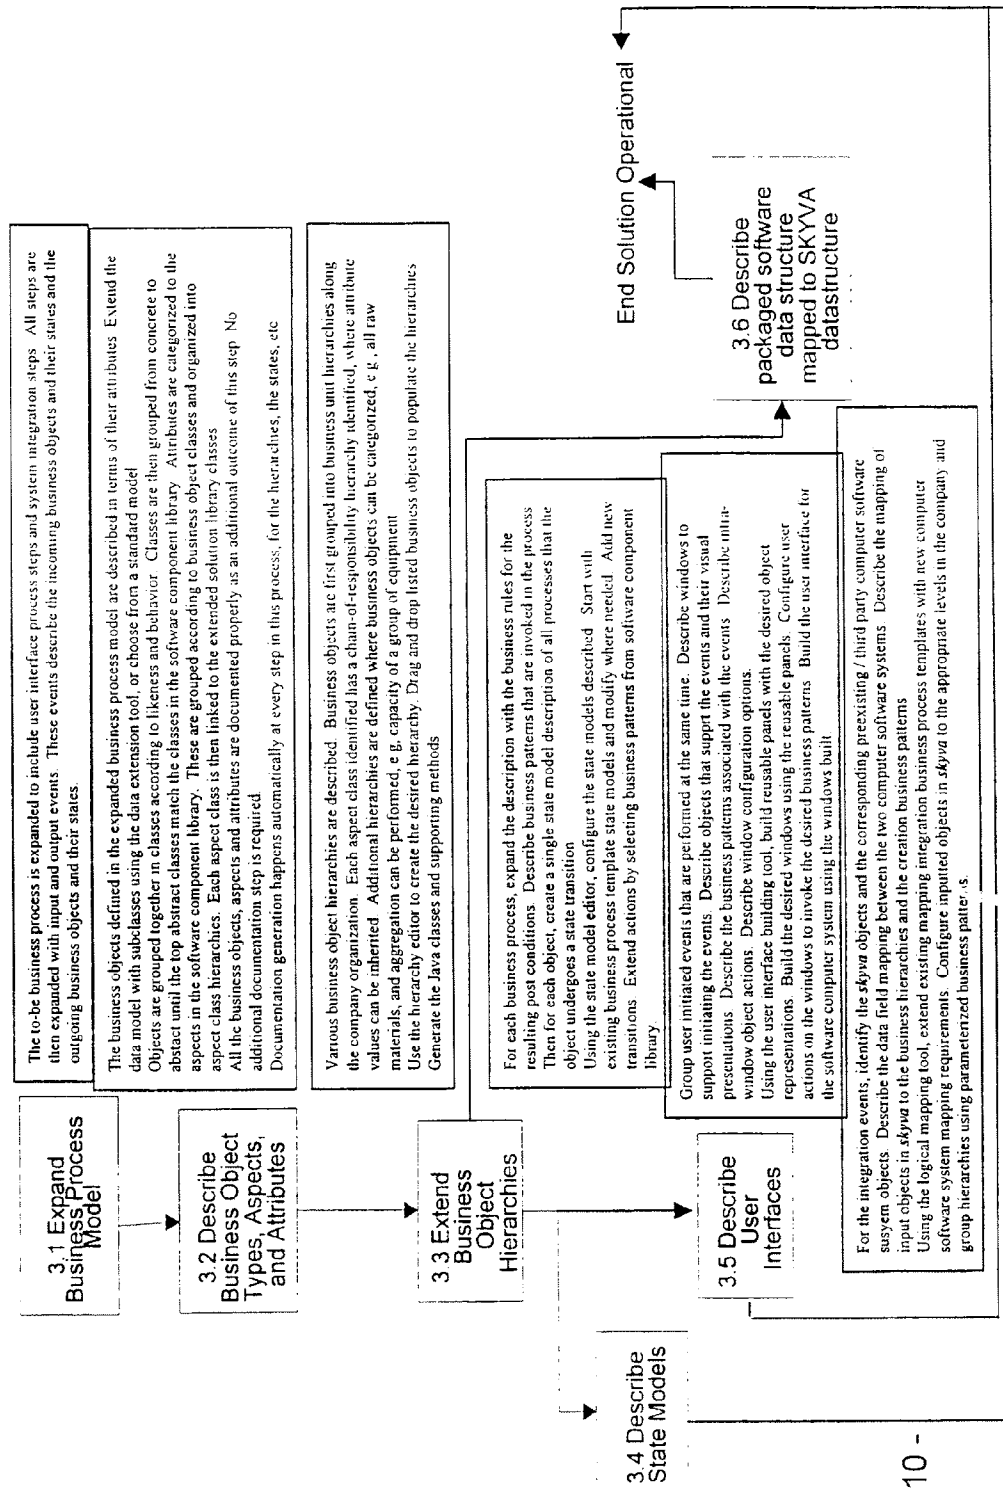 3.1 Expand
Business Process
Model
The to-be business process is expanded to include user interface process steps and system integration steps All steps are
then expanded with input and output events. These events describe the incoming business objects and their states and the
outgoing business objects and their states.
3.2 Describe
Business Object
Types, Aspects,
and Attributes
The business objects defined in the expanded business process model are described in terms of their attributes Extend the
data model with subclasses using the data extension tool, or choose from a standard model
Objects are grouped together in classes according to likeness and behavior. Classes are then grouped from concrete to
abstact until the top abstract classes match the classes in the software component library Attributes are categorized to the
aspects in the software component library. These are grouped according to business object classes and organized into
aspect class hierarchies. Each aspect class is then linked to the extended solution library classes
All the business objects, aspects and attributes are documented properly as an additional outcome of this step No
additional documentation step is required
Documentation generation happens automatically at every step in this process, for the hierarchies, the states, etc
3.3 Extend
Business
Object
Hierarchies
Various business object hierarchies are described. Business objects are first grouped into business unit hierarchies along
the company organization. Each aspect class identified has a chain-of-responsibility hierarchy identified, where attribute
values can be inherited Additional hierarchies are defined where business objects can be categorized, e g , all raw
materials, and aggregation can be performed, e g, capacity of a group of equipment
Use the hierarchy editor to create the desired hierarchy. Drag and drop listed business objects to populate the hierarchies
Generate the Java classes and supporting methods
3.4 Describe
State Models
For each business process, expand the description with the business rules for the
resulting post conditions. Describe business patterns that are invoked in the process
Then for each object, create a single state model description of all processes that the
object undergoes a state transition
Using the state model editor, configure the state models described Start with
existing business process template state models and modify where needed. Add new
transitions Extend actions by selecting business patterns from software component
library
3.5 Describe
User
Interfaces
Group user initiated events that are performed at the same time. Describe windows to
support initiating the events. Describe objects that supprt the events and their visual
presentations Describe the business patterns associated with the events Describe intra-
window object actions. Describe window configuration options.
Using the user interface building tool, build reusable panels with the desired object
representations. Build the desired windows using the reusable panels. Configure user
actions on the windows to invoke the desired business patterns Build the user interface for
the software computer system using the windows built
3.6 Describe
packaged software
data structure
mapped to SKYVA
datastructure
For the integration events, identify the skyva objects and the corresponding preexisting / third party computer software
susyem objects. Describe the data field mapping between the two computer software systems Describe the mapping of
input objects in skyva to the business hierarchies and the creation business patterns
Using the logical mapping tool, extend existing mapping integration business process templates with new computer
software system mapping requirements. Configure inputted objects in skyva to the appropriate levels in the company and
group hierarchies using parameterized business patterns.
End Solution Operational
10 -